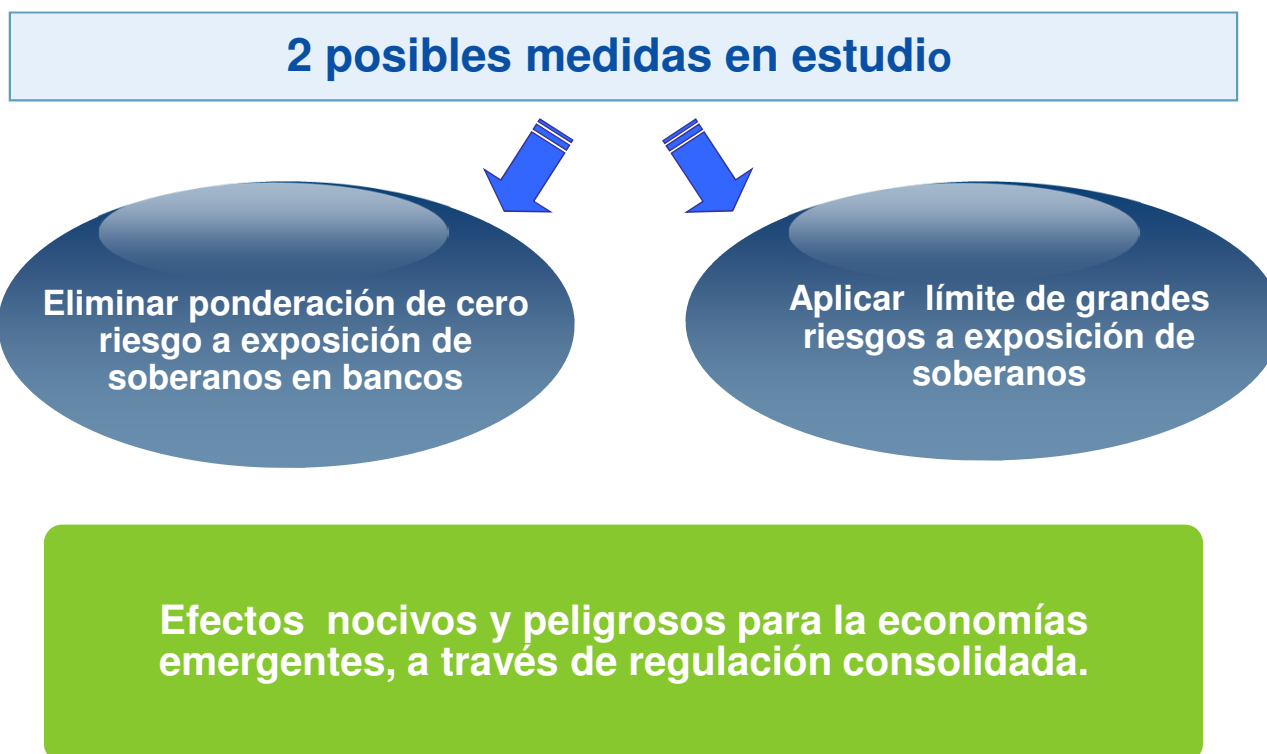 2 posibles medidas en estudio
Eliminar ponderación de cero
riesgo a exposición de
soberanos en bancos
Aplicar  límite de grandes
riesgos a exposición de
soberanos
Efectos  nocivos y peligrosos para la economías
emergentes, a través de regulación consolidada.